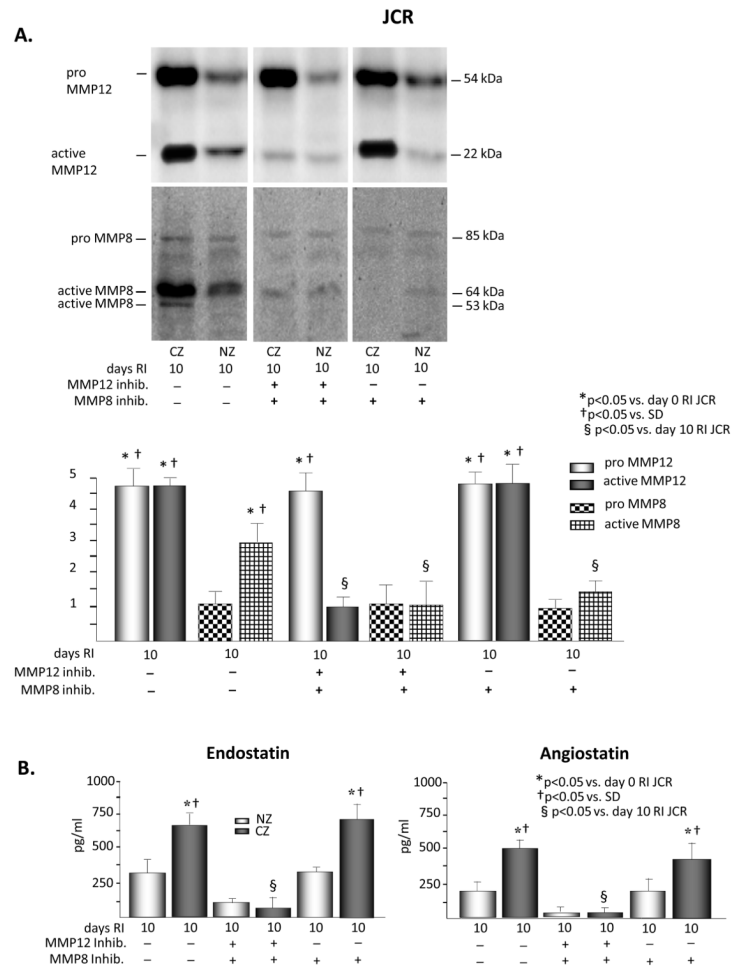 JCR
A.
pro
MMP12
54 kDa
active
MMP12
22 kDa
pro MMP8
85 kDa
active MMP8
64 kDa
active MMP8
53 kDa
CZ NZ CZ NZ CZ NZ
days RI 10 10 10 10 10 10
MMP12 inhib. – – + + – –
MMP8 inhib. – – + + + +
*p<0.05 vs. day 0 RI JCR
†p<0.05 vs. SD
§ p<0.05 vs. day 10 RI JCR
pro MMP12
active MMP12
pro MMP8
active MMP8
* † * † * † * † * † * †
§ § §
5
4
3
2
1
days RI 10 10 10 10 10 10
MMP12 inhib. – – + + – –
MMP8 inhib. – – + + + +
B.
Endostatin
1000
750
500
250
pg/ml
NZ
CZ
*† § *†
days RI 10 10 10 10 10 10
MMP12 Inhib. – – + + – –
MMP8 Inhib. – – + + + +
Angiostatin
*p<0.05 vs. day 0 RI JCR
†p<0.05 vs. SD
§ p<0.05 vs. day 10 RI JCR
1000
750
500
250
pg/ml
*† § *†
10 10 10 10 10 10
– – + + – –
– – + + + +